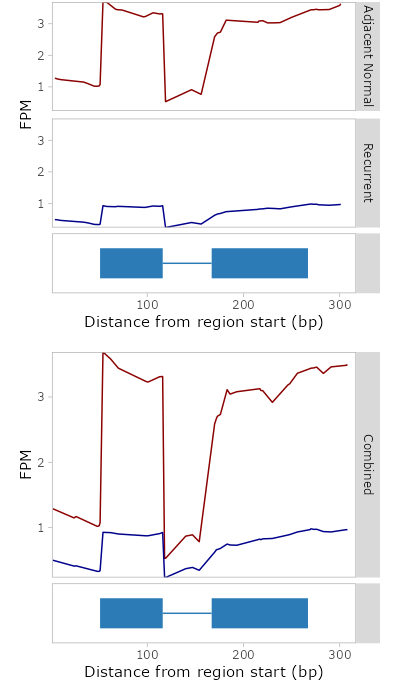 FPM
3
2
1
Adjacent Normal
3
2
1
Recurrent
100
200
300
Distance from region start (bp)
FPM
3
2
1
Combined
100
200
300
Distance from region start (bp)